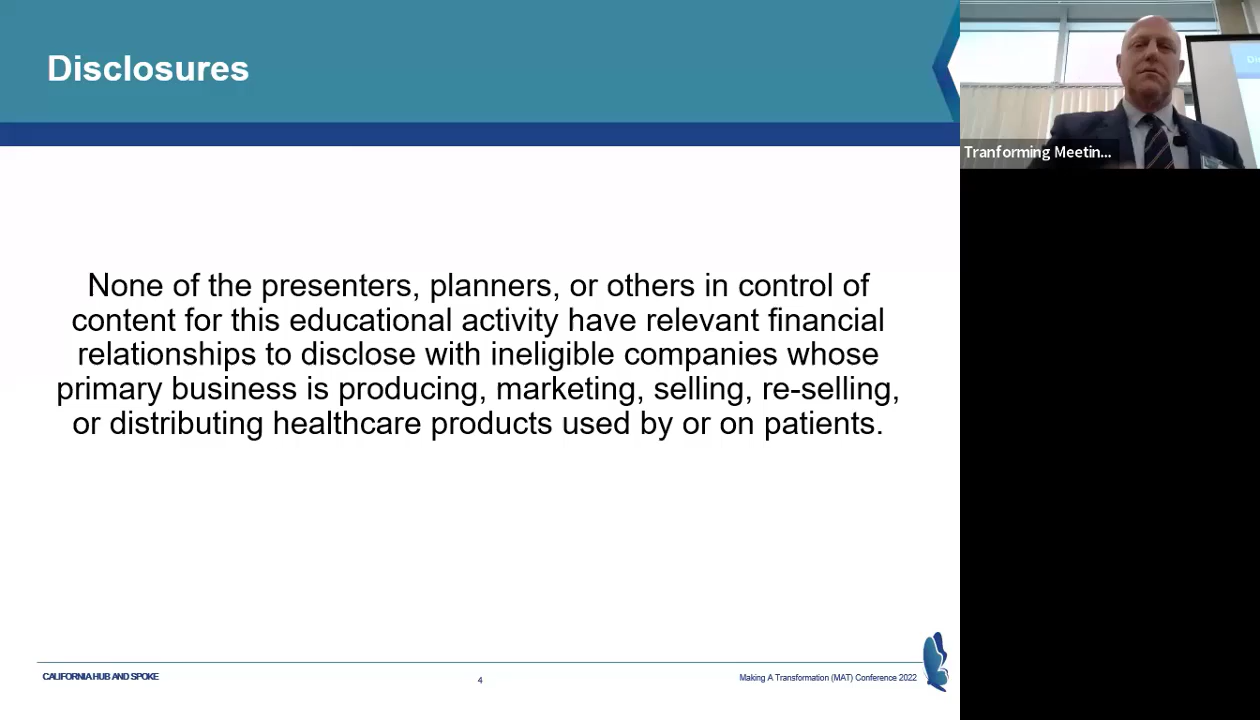 Disclosures
Tranforming Meetin...
None of the presenters, planners, or others in control of
content for this educational activity have relevant financial
relationships to disclose with ineligible companies whose
primary business is producing, marketing, selling, re-selling,
or distributing healthcare products used by or on patients.
CALIFORNIA HUB AND SPOKE
4
Making A Transformation (MAT) Conference 2022